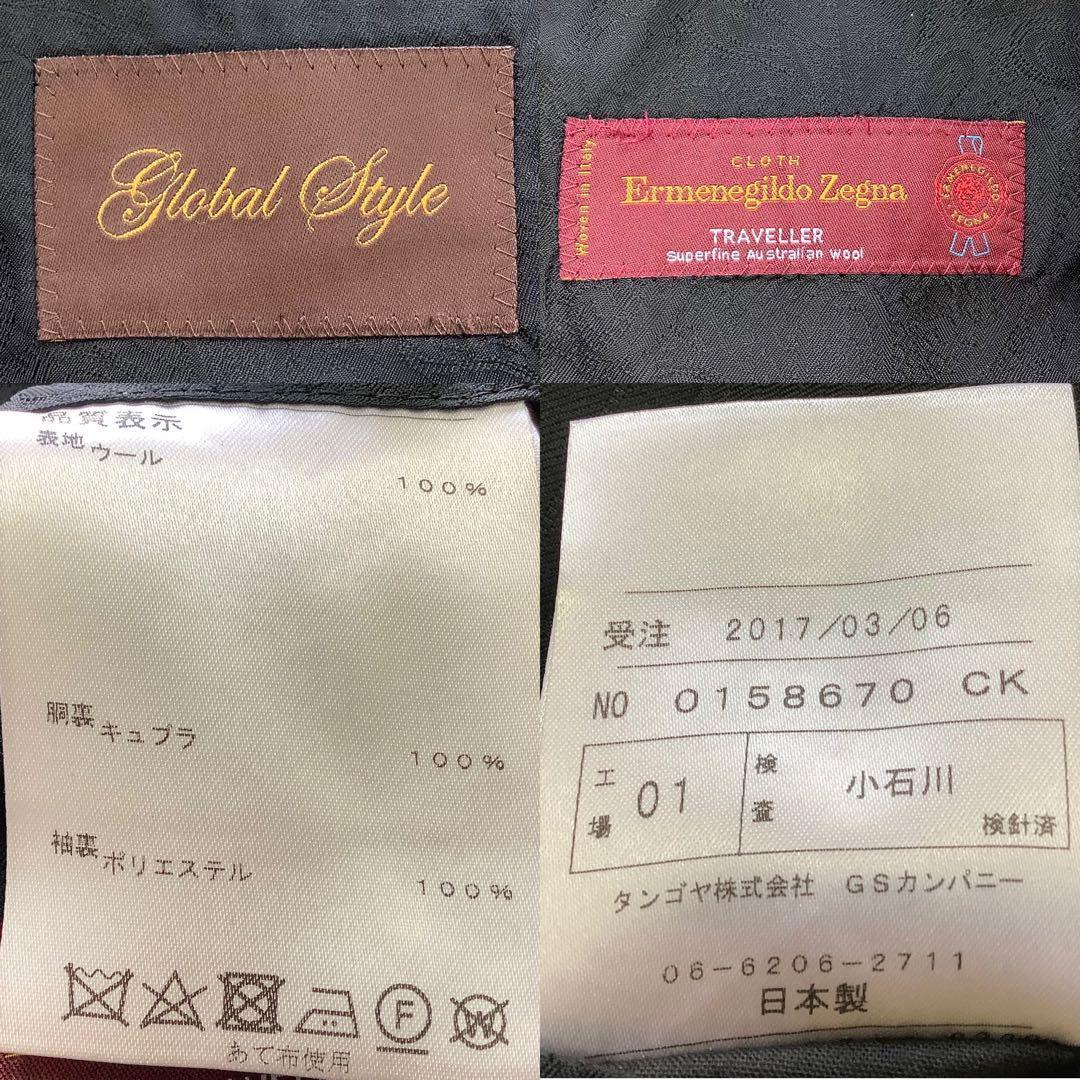 Global Style
Woven in Italy
CLOTH
Ermenegildo Zegna
TRAVELLER
Superfine Australian wool
ERMENEGILDO
ZEGNA
品質表示
表地 ウール
100%
胴裏 キュプラ
100%
袖裏 ポリエステル
100%
F
W
あて布使用
受注 2017/03/06
NO 0158670 CK
工場 01 検査 小石川
検針済
タンゴヤ株式会社 GSカンパニー
06-6206-2711
日本製